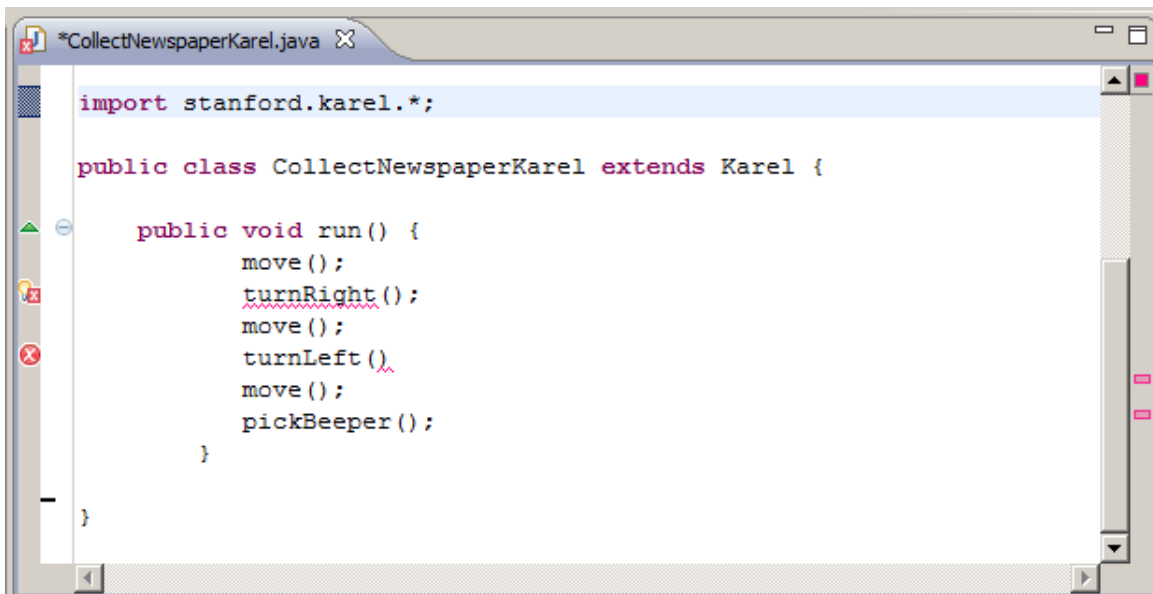 *CollectNewspaperKarel.java
import stanford.karel.*;
public class CollectNewspaperKarel extends Karel {
public void run() {
move();
turnRight();
move();
turnLeft()
move();
pickBeeper();
}
}